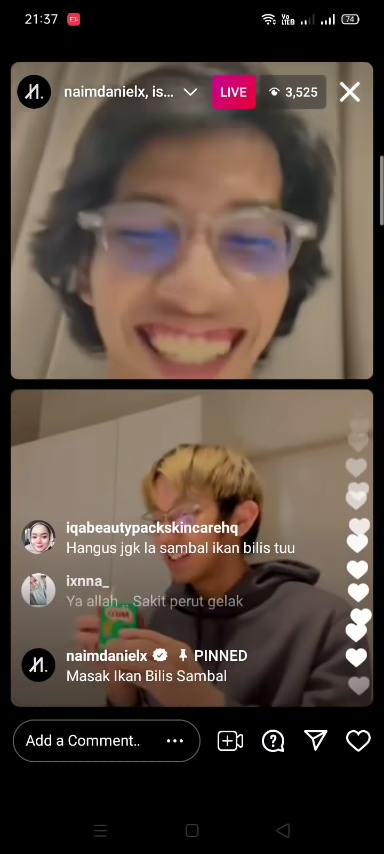 21:37
74
naimdanielx, is...
LIVE
3,525
iqabeautypackskincarehq
Hangus jgk la sambal ikan bilis tuu
ixnna_
Ya allah... Sakit perut gelak
naimdanielx PINNED
Masak Ikan Bilis Sambal
Add a Comment..